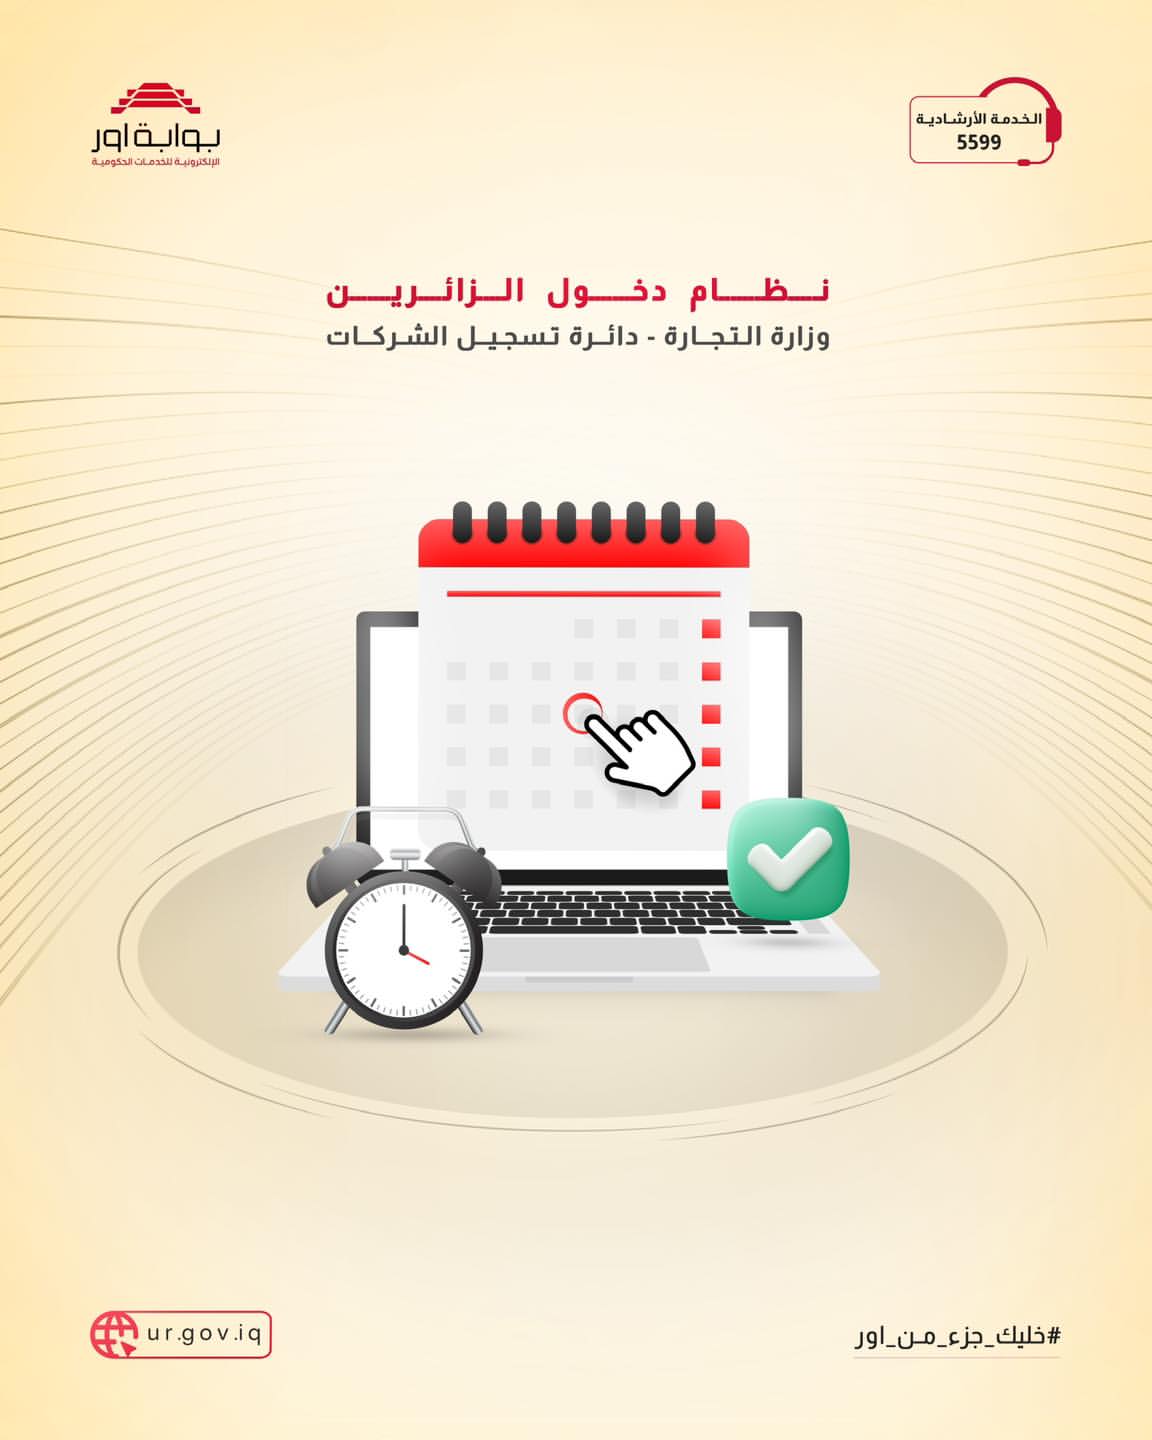 الخدمة الأرشادية
5599
بوابة اور
الإلكترونية للخدمات الحكومية
نظام دخول الزائرين
وزارة التجارة - دائرة تسجيل الشركات
#خليك_جزء_من_اور
ur.gov.iq